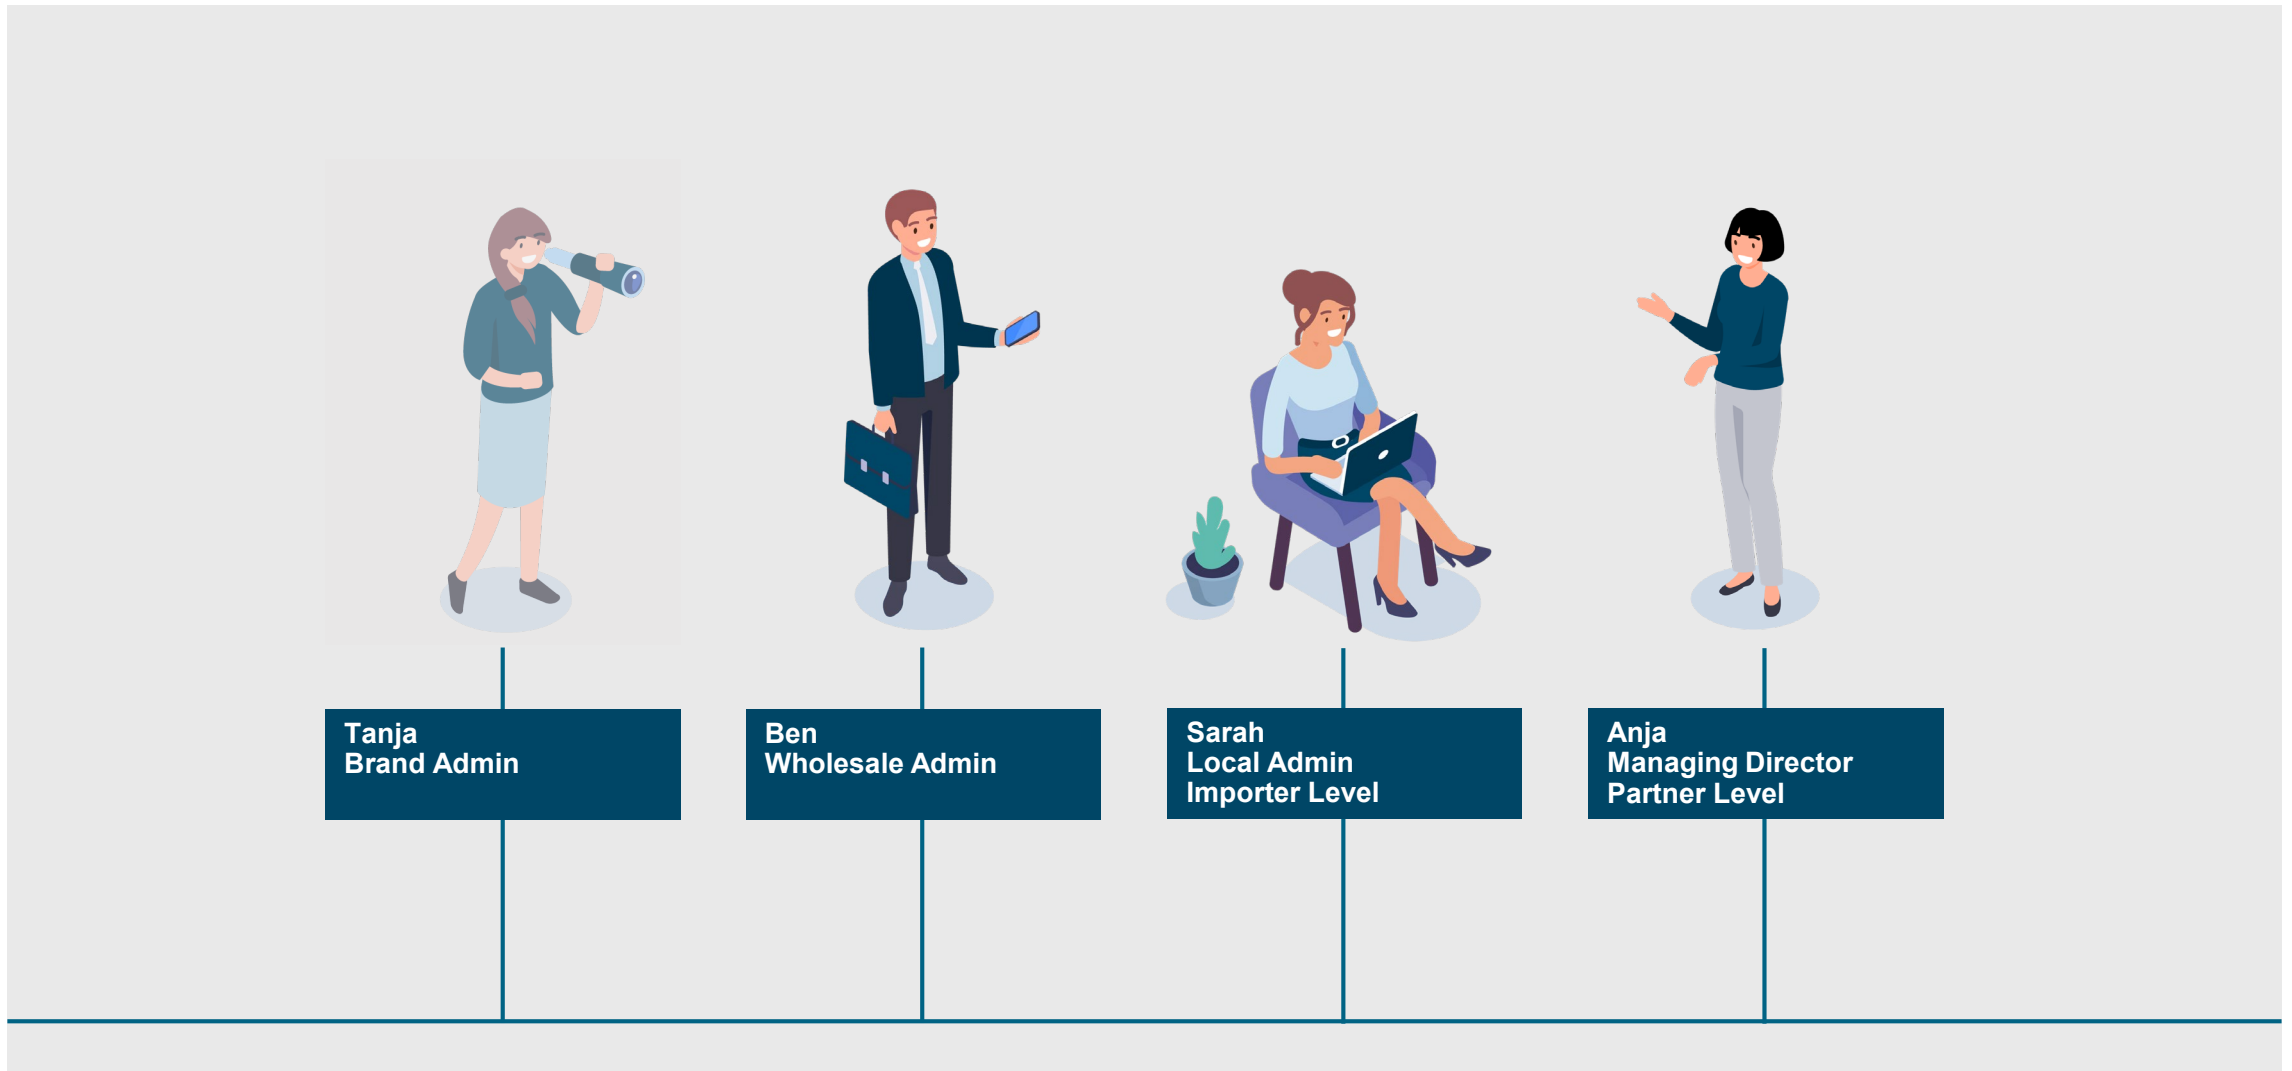 Tanja
Brand Admin
Ben
Wholesale Admin
Sarah
Local Admin
Importer Level
Anja
Managing Director
Partner Level